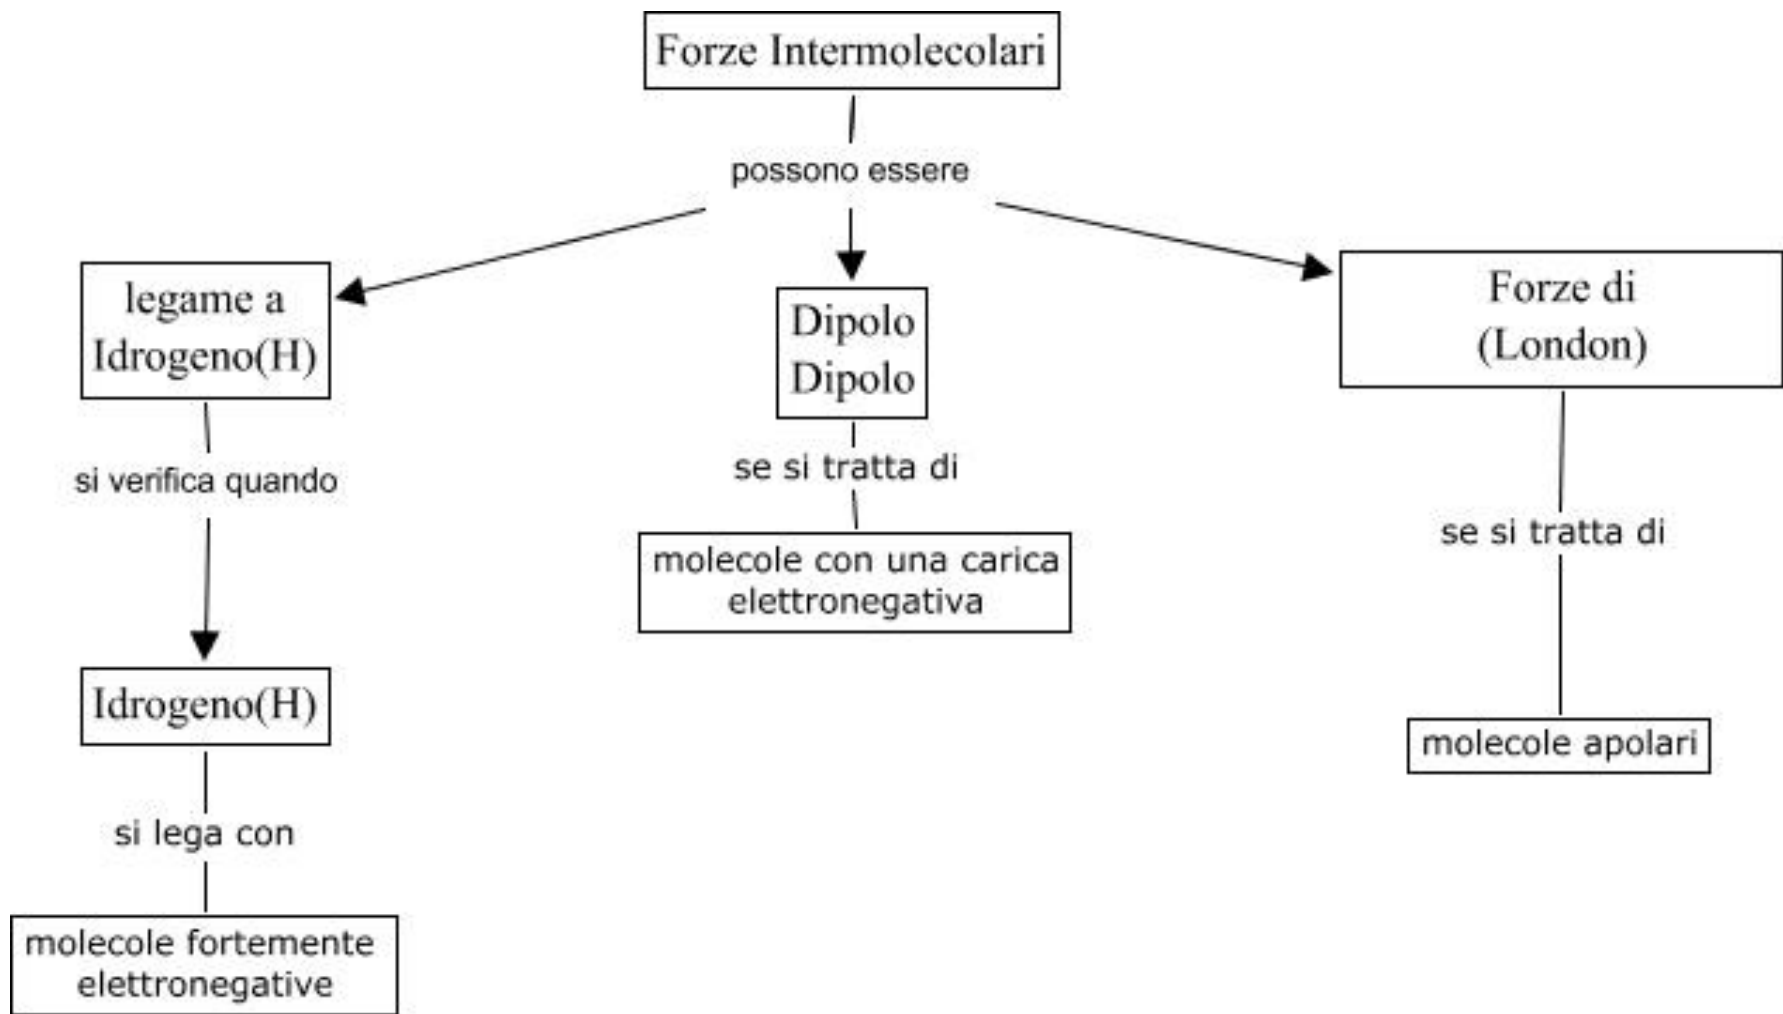 Forze Intermolecolari
possono essere
legame a
Idrogeno(H)
si verifica quando
Idrogeno(H)
si lega con
molecole fortemente
elettronegative
Dipolo
Dipolo
se si tratta di
molecole con una carica
elettronegativa
Forze di
(London)
se si tratta di
molecole apolari